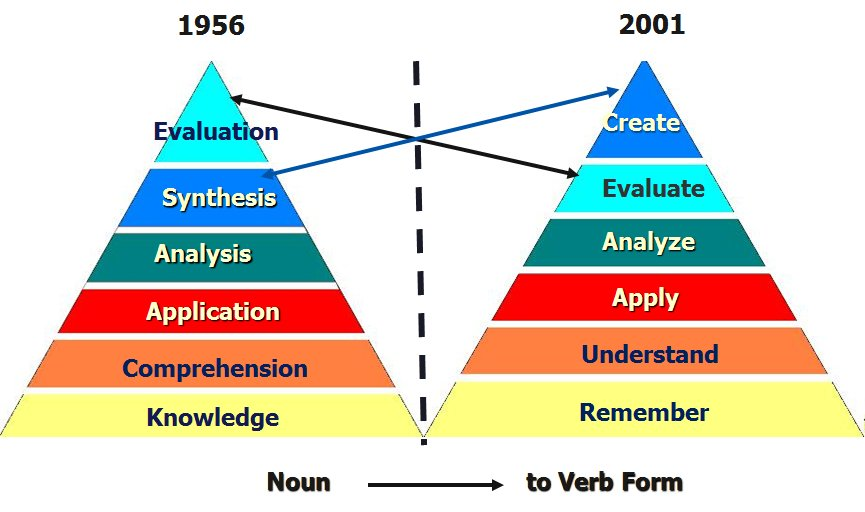 1956
2001
Evaluation
Synthesis
Analysis
Application
Comprehension
Knowledge
Create
Evaluate
Analyze
Apply
Understand
Remember
Noun
to Verb Form